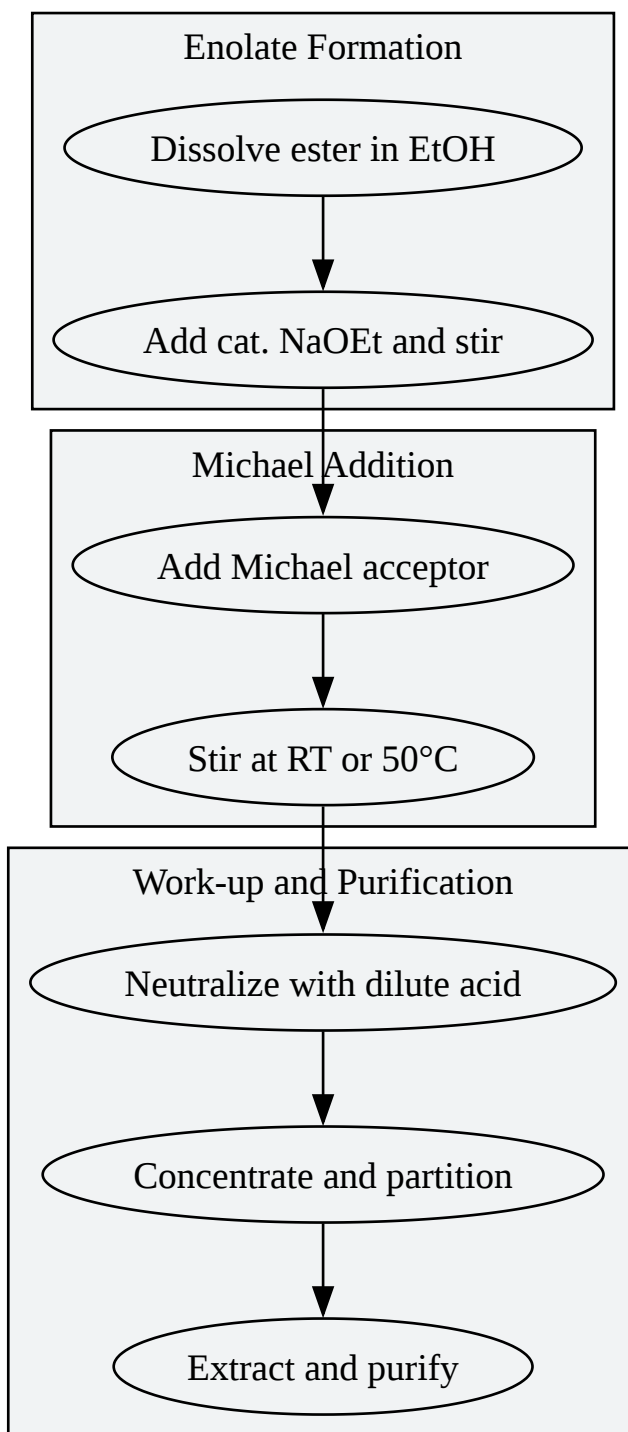 Enolate Formation
Dissolve ester in EtOH
Add cat. NaOEt and stir
Michael Addition
Add Michael acceptor
Stir at RT or 50°C
Work-up and Purification
Neutralize with dilute acid
Concentrate and partition
Extract and purify